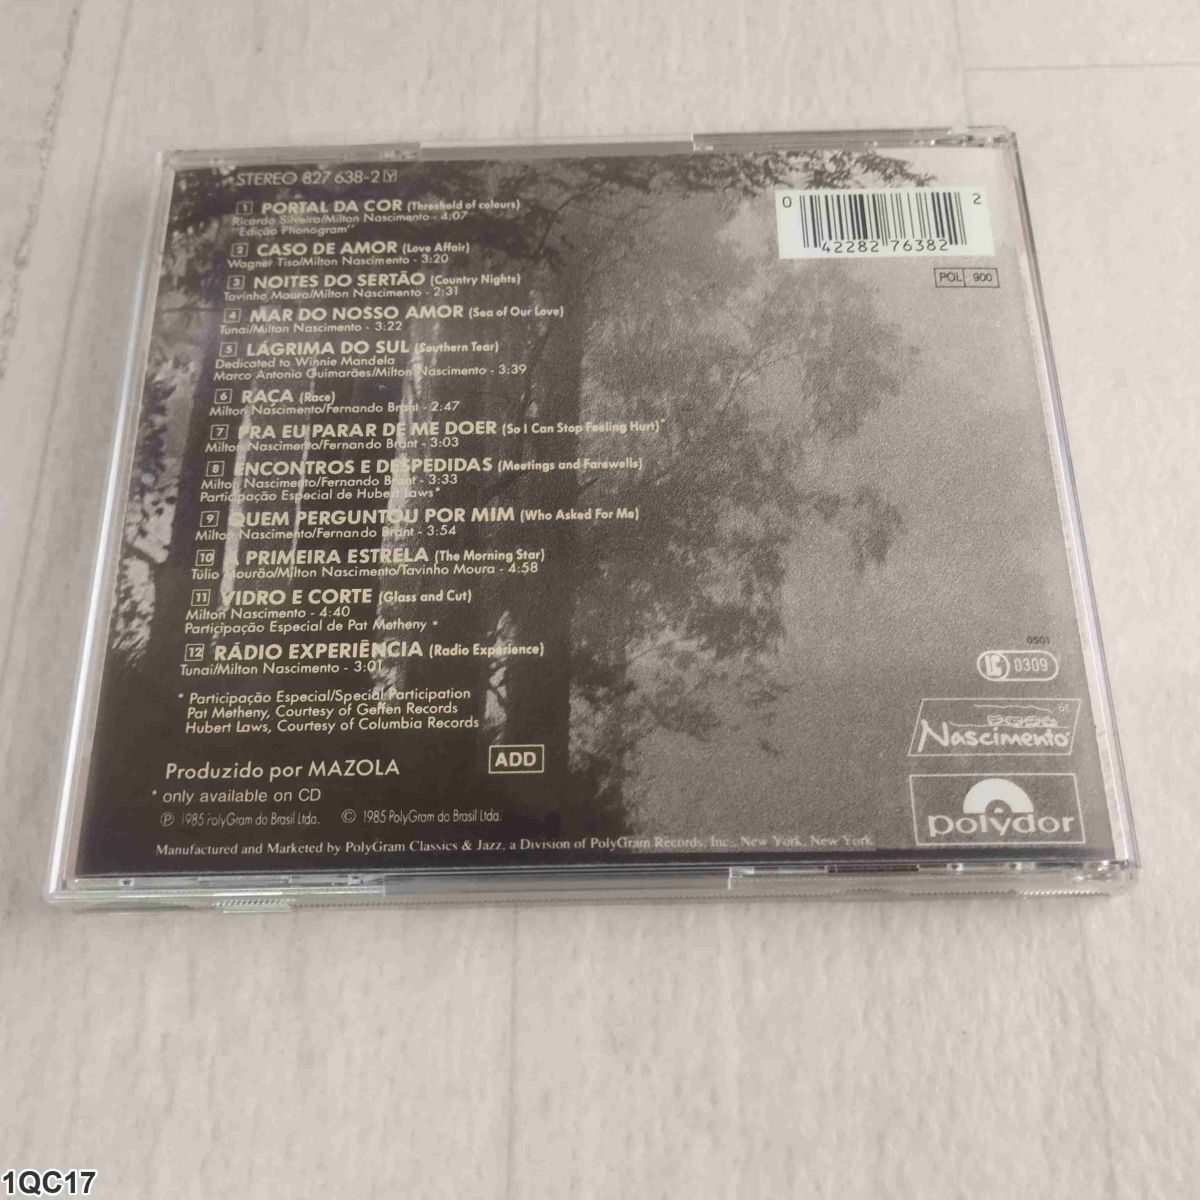 STEREO 827 638-2 Y
1 PORTAL DA COR (Threshold of colours)
Ricardo Silveira/Milton Nascimento - 4:07
"Edição Phonogram"
2 CASO DE AMOR (Love Affair)
Wagner Tiso/Milton Nascimento - 3:20
3 NOITES DO SERTÃO (Country Nights)
Tavinho Moura/Milton Nascimento - 2:31
4 MAR DO NOSSO AMOR (Sea of Our Love)
Tunai/Milton Nascimento - 3:22
5 LÁGRIMA DO SUL (Southern Tear)
Dedicated to Winnie Mandela
Marco Antonio Guimarães/Milton Nascimento - 3:39
6 RAÇA (Race)
Milton Nascimento/Fernando Brant - 2:47
7 PRA EU PARAR DE ME DOER (So I Can Stop Feeling Hurt)*
Milton Nascimento/Fernando Brant - 3:03
8 ENCONTROS E DESPEDIDAS (Meetings and Farewells)
Milton Nascimento/Fernando Brant - 3:33
Participação Especial de Hubert Laws*
9 QUEM PERGUNTOU POR MIM (Who Asked For Me)
Milton Nascimento/Fernando Brant - 3:54
10 A PRIMEIRA ESTRELA (The Morning Star)
Túlio Mourão/Milton Nascimento/Tavinho Moura - 4:58
11 VIDRO E CORTE (Glass and Cut)
Milton Nascimento - 4:40
Participação Especial de Pat Metheny *
12 RÁDIO EXPERIÊNCIA (Radio Experience)
Tunai/Milton Nascimento - 3:01
* Participação Especial/Special Participation
Pat Metheny, Courtesy of Geffen Records
Hubert Laws, Courtesy of Columbia Records
Produzido por MAZOLA
ADD
* only available on CD
℗ 1985 PolyGram do Brasil Ltda. © 1985 PolyGram do Brasil Ltda.
Manufactured and Marketed by PolyGram Classics & Jazz, a Division of PolyGram Records, Inc., New York, New York
0 42282 76382 2
POL 900
0501
LC 0309
Nascimento
polydor
1QC17